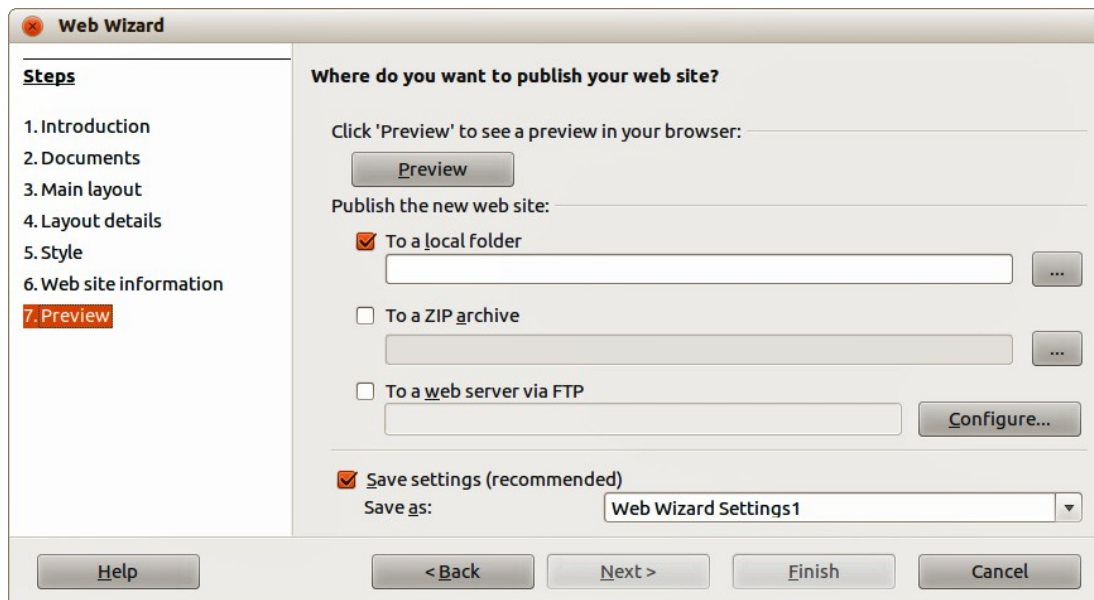 Web Wizard
Steps
1. Introduction
2. Documents
3. Main layout
4. Layout details
5. Style
6. Web site information
7. Preview
Where do you want to publish your web site?
Click 'Preview' to see a preview in your browser:
Preview
Publish the new web site:
To a local folder
...
To a ZIP archive
...
To a web server via FTP
Configure...
Save settings (recommended)
Save as:
Web Wizard Settings1
Help
< Back
Next >
Finish
Cancel